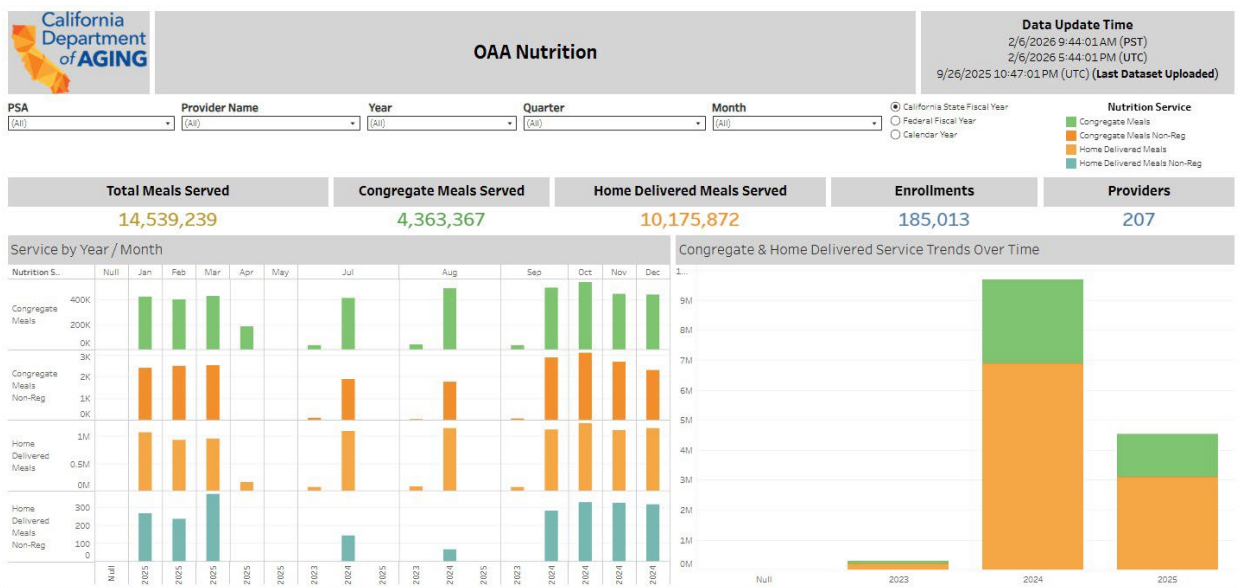 California
Department
of AGING
OAA Nutrition
Data Update Time
2/6/2026 9:44:01 AM (PST)
2/6/2026 5:44:01 PM (UTC)
9/26/2025 10:47:01 PM (UTC) (Last Dataset Uploaded)
PSA
(All)
Provider Name
(All)
Year
(All)
Quarter
(All)
Month
(All)
California State Fiscal Year
Federal Fiscal Year
Calendar Year
Nutrition Service
Congregate Meals
Congregate Meals Non-Reg
Home Delivered Meals
Home Delivered Meals Non-Reg
Total Meals Served
14,539,239
Congregate Meals Served
4,363,367
Home Delivered Meals Served
10,175,872
Enrollments
185,013
Providers
207
Service by Year / Month
Nutrition S.. Null Jan Feb Mar Apr May Jul Aug Sep Oct Nov Dec
Congregate
Meals
400K
200K
0K
Congregate
Meals
Non-Reg
3K
2K
1K
0K
Home
Delivered
Meals
1M
0.5M
0M
Home
Delivered
Meals
Non-Reg
300
200
100
0
Null 2025 2025 2025 2025 2025 2023 2024 2025 2023 2024 2025 2023 2024 2024 2024 2024
Congregate & Home Delivered Service Trends Over Time
1...
9M
8M
7M
6M
5M
4M
3M
2M
1M
0M
Null 2023 2024 2025